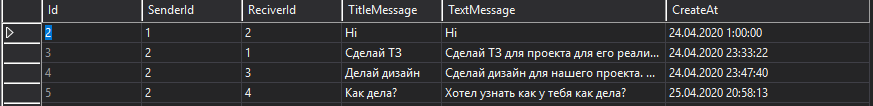 Id SenderId ReciverId TitleMessage TextMessage CreateAt
2 1 2 Hi Hi 24.04.2020 1:00:00
3 2 1 Сделай ТЗ Сделай ТЗ для проекта для его реали... 24.04.2020 23:33:22
4 2 3 Делай дизайн Сделай дизайн для нашего проекта. ... 24.04.2020 23:47:40
5 2 4 Как дела? Хотел узнать как у тебя как дела? 25.04.2020 20:58:13